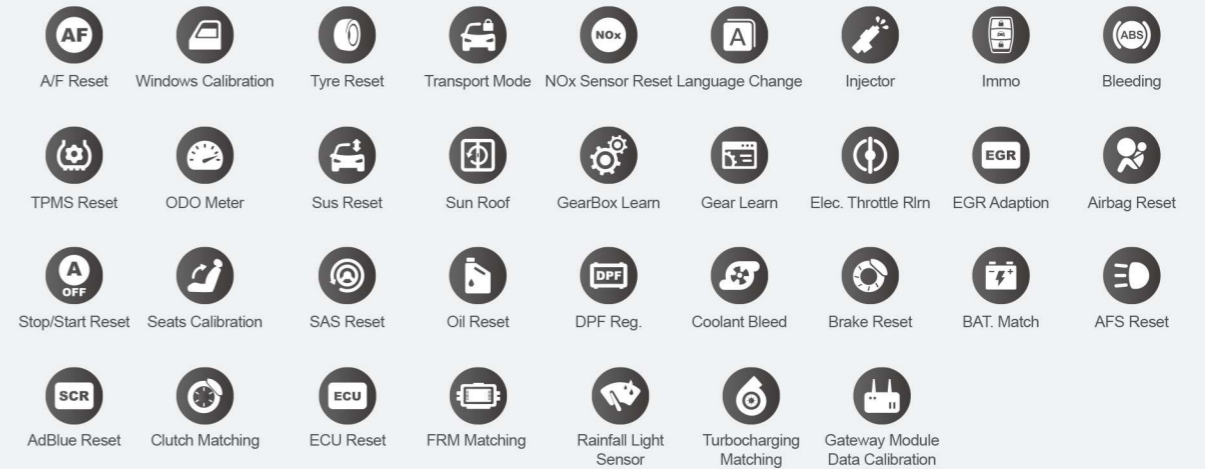 AF NOx A ABS
A/F Reset Windows Calibration Tyre Reset Transport Mode NOx Sensor Reset Language Change Injector Immo Bleeding
EGR
TPMS Reset ODO Meter Sus Reset Sun Roof GearBox Learn Gear Learn Elec. Throttle Rlrn EGR Adaption Airbag Reset
A OFF DPF
Stop/Start Reset Seats Calibration SAS Reset Oil Reset DPF Reg. Coolant Bleed Brake Reset BAT. Match AFS Reset
SCR ECU
AdBlue Reset Clutch Matching ECU Reset FRM Matching Rainfall Light Turbocharging Gateway Module
Sensor Matching Data Calibration